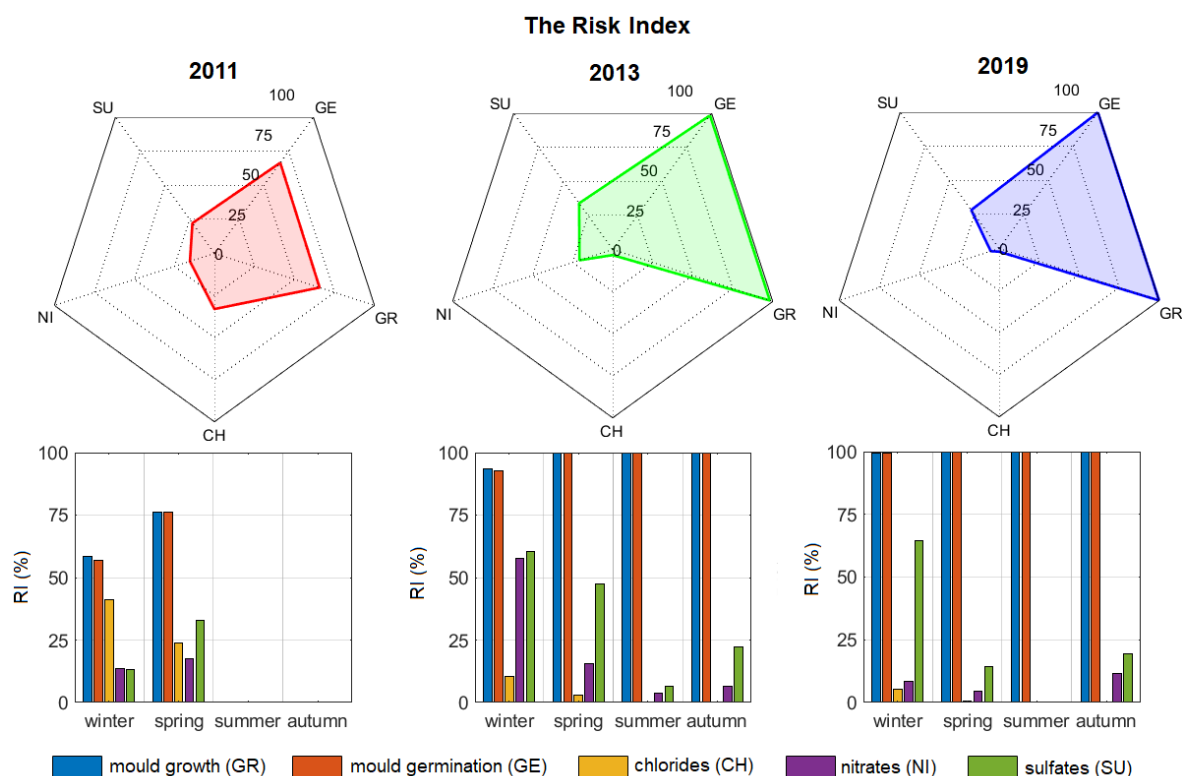 The Risk Index
2011
2013
2019
SU
100
GE
75
50
25
0
NI
GR
CH
SU
100
GE
75
50
25
0
NI
GR
CH
SU
100
GE
75
50
25
0
NI
GR
CH
RI (%)
100
75
50
25
0
winter spring summer autumn
RI (%)
100
75
50
25
0
winter spring summer autumn
RI (%)
100
75
50
25
0
winter spring summer autumn
mould growth (GR) mould germination (GE) chlorides (CH) nitrates (NI) sulfates (SU)